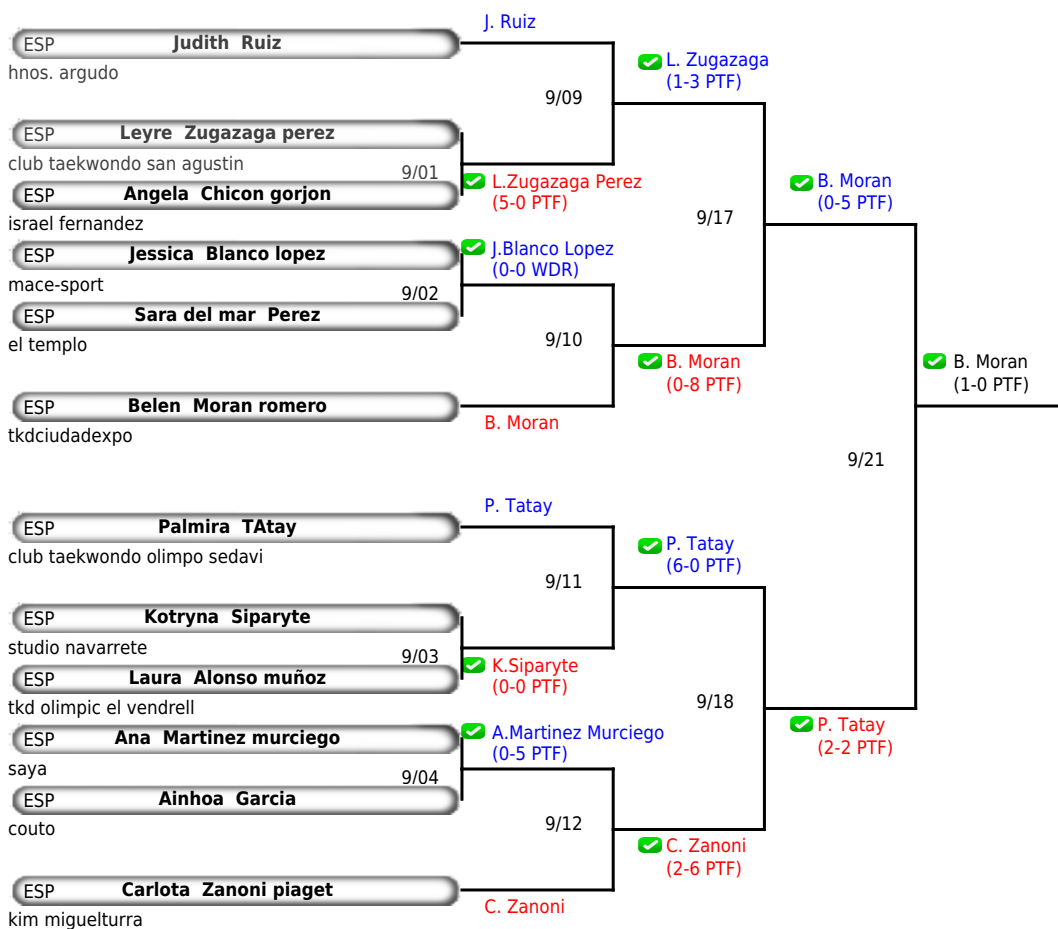 J. Ruiz
ESP Judith Ruiz
hnos. argudo
L. Zugazaga
(1-3 PTF)
9/09
ESP Leyre Zugazaga perez
club taekwondo san agustin
9/01
L.Zugazaga Perez
(5-0 PTF)
ESP Angela Chicon gorjon
israel fernandez
B. Moran
(0-5 PTF)
9/17
ESP Jessica Blanco lopez
mace-sport
J.Blanco Lopez
(0-0 WDR)
9/02
ESP Sara del mar Perez
el templo
9/10
B. Moran
(0-8 PTF)
B. Moran
(1-0 PTF)
ESP Belen Moran romero
tkdciudadexpo
B. Moran
9/21
P. Tatay
ESP Palmira TAtay
club taekwondo olimpo sedavi
P. Tatay
(6-0 PTF)
9/11
ESP Kotryna Siparyte
studio navarrete
9/03
K.Siparyte
(0-0 PTF)
ESP Laura Alonso muñoz
tkd olimpic el vendrell
9/18
P. Tatay
(2-2 PTF)
ESP Ana Martinez murciego
saya
A.Martinez Murciego
(0-5 PTF)
9/04
ESP Ainhoa Garcia
couto
9/12
C. Zanoni
(2-6 PTF)
ESP Carlota Zanoni piaget
kim miguelturra
C. Zanoni